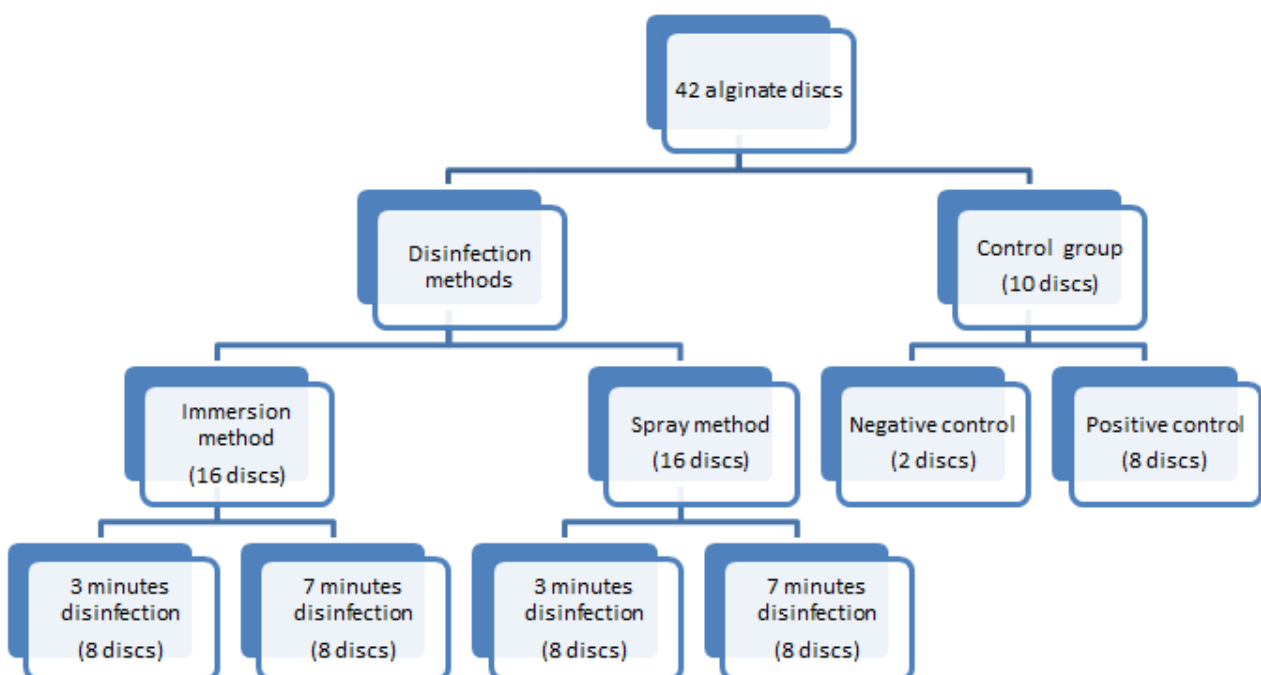 42 alginate discs
Disinfection
methods
Control group
(10 discs)
Immersion
method
(16 discs)
Spray method
(16 discs)
Negative control
(2 discs)
Positive control
(8 discs)
3 minutes
disinfection
(8 discs)
7 minutes
disinfection
(8 discs)
3 minutes
disinfection
(8 discs)
7 minutes
disinfection
(8 discs)